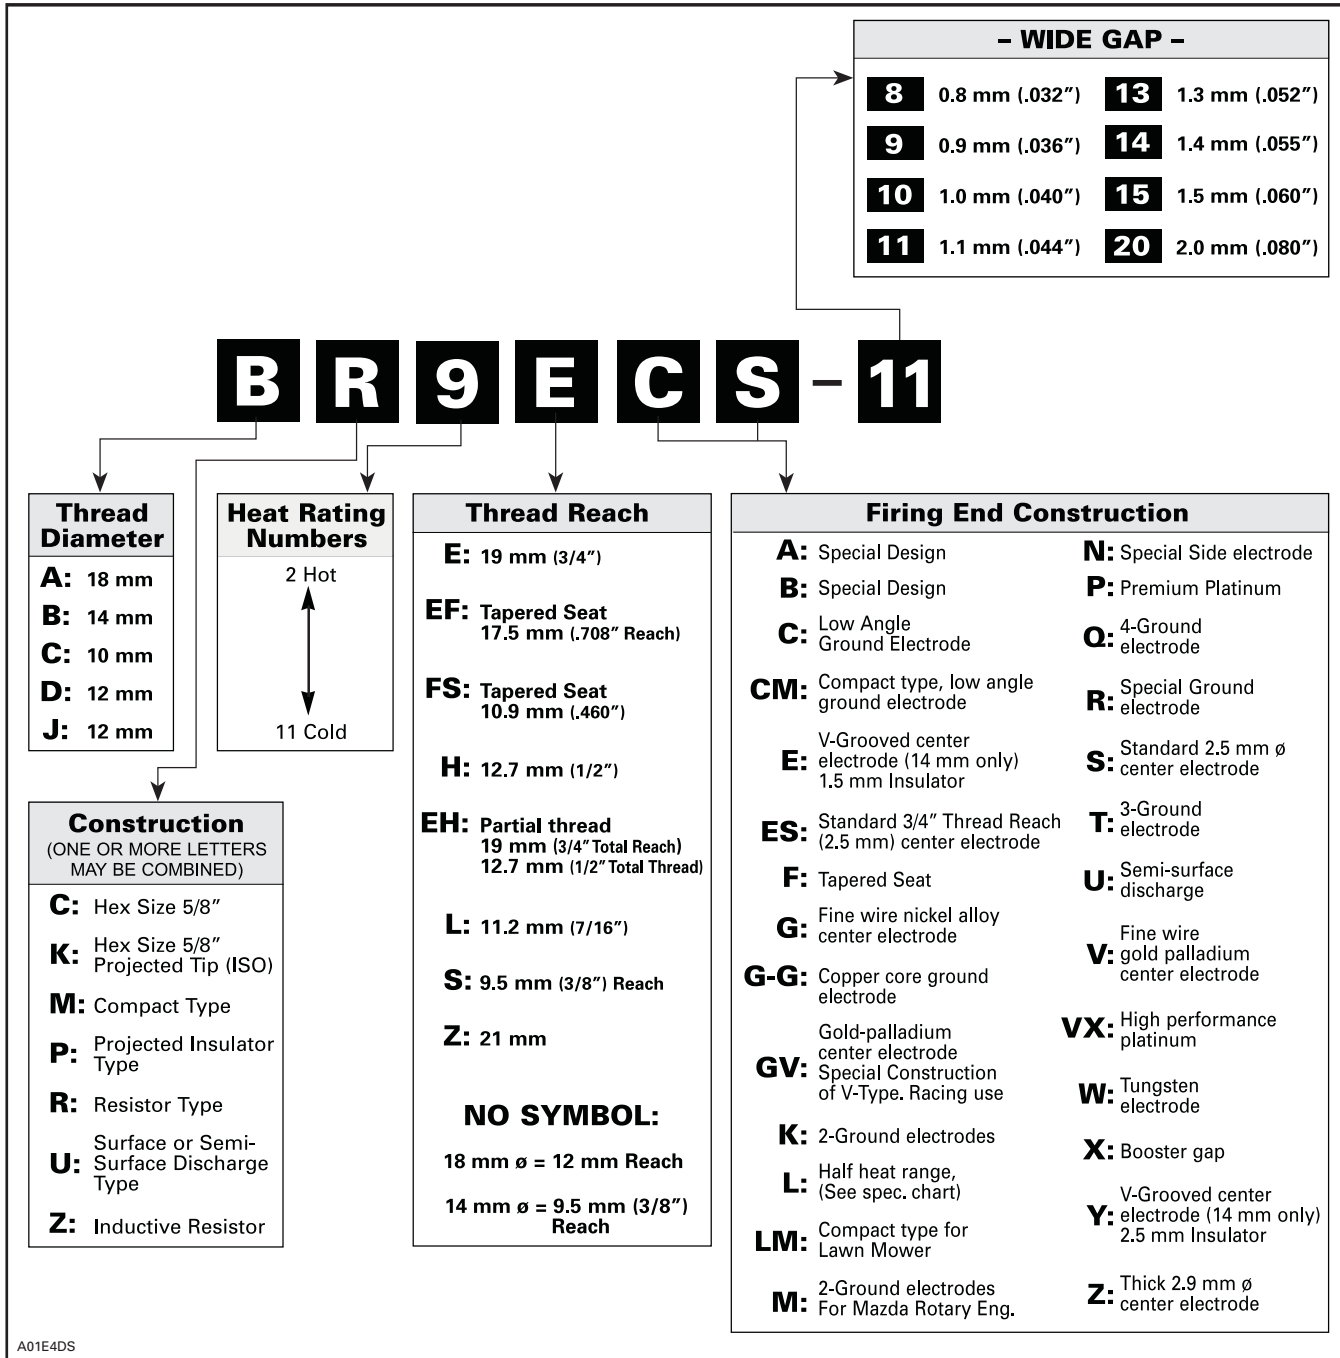 – WIDE GAP –
8 0.8 mm (.032″) 13 1.3 mm (.052″)
9 0.9 mm (.036″) 14 1.4 mm (.055″)
10 1.0 mm (.040″) 15 1.5 mm (.060″)
11 1.1 mm (.044″) 20 2.0 mm (.080″)
B R 9 E C S – 11
Thread
Diameter
A: 18 mm
B: 14 mm
C: 10 mm
D: 12 mm
J: 12 mm
Construction
(ONE OR MORE LETTERS
MAY BE COMBINED)
C: Hex Size 5/8″
K: Hex Size 5/8″
Projected Tip (ISO)
M: Compact Type
P: Projected Insulator
Type
R: Resistor Type
U: Surface or Semi-
Surface Discharge
Type
Z: Inductive Resistor
Heat Rating
Numbers
2 Hot
11 Cold
Thread Reach
E: 19 mm (3/4″)
EF: Tapered Seat
17.5 mm (.708″ Reach)
FS: Tapered Seat
10.9 mm (.460″)
H: 12.7 mm (1/2″)
EH: Partial thread
19 mm (3/4″ Total Reach)
12.7 mm (1/2″ Total Thread)
L: 11.2 mm (7/16″)
S: 9.5 mm (3/8″) Reach
Z: 21 mm
NO SYMBOL:
18 mm ø = 12 mm Reach
14 mm ø = 9.5 mm (3/8″)
Reach
Firing End Construction
A: Special Design
B: Special Design
C: Low Angle
Ground Electrode
CM: Compact type, low angle
ground electrode
E: V-Grooved center
electrode (14 mm only)
1.5 mm Insulator
ES: Standard 3/4″ Thread Reach
(2.5 mm) center electrode
F: Tapered Seat
G: Fine wire nickel alloy
center electrode
G-G: Copper core ground
electrode
GV: Gold-palladium
center electrode
Special Construction
of V-Type. Racing use
K: 2-Ground electrodes
L: Half heat range,
(See spec. chart)
LM: Compact type for
Lawn Mower
M: 2-Ground electrodes
For Mazda Rotary Eng.
N: Special Side electrode
P: Premium Platinum
Q: 4-Ground
electrode
R: Special Ground
electrode
S: Standard 2.5 mm ø
center electrode
T: 3-Ground
electrode
U: Semi-surface
discharge
V: Fine wire
gold palladium
center electrode
VX: High performance
platinum
W: Tungsten
electrode
X: Booster gap
Y: V-Grooved center
electrode (14 mm only)
2.5 mm Insulator
Z: Thick 2.9 mm ø
center electrode
A01E4DS